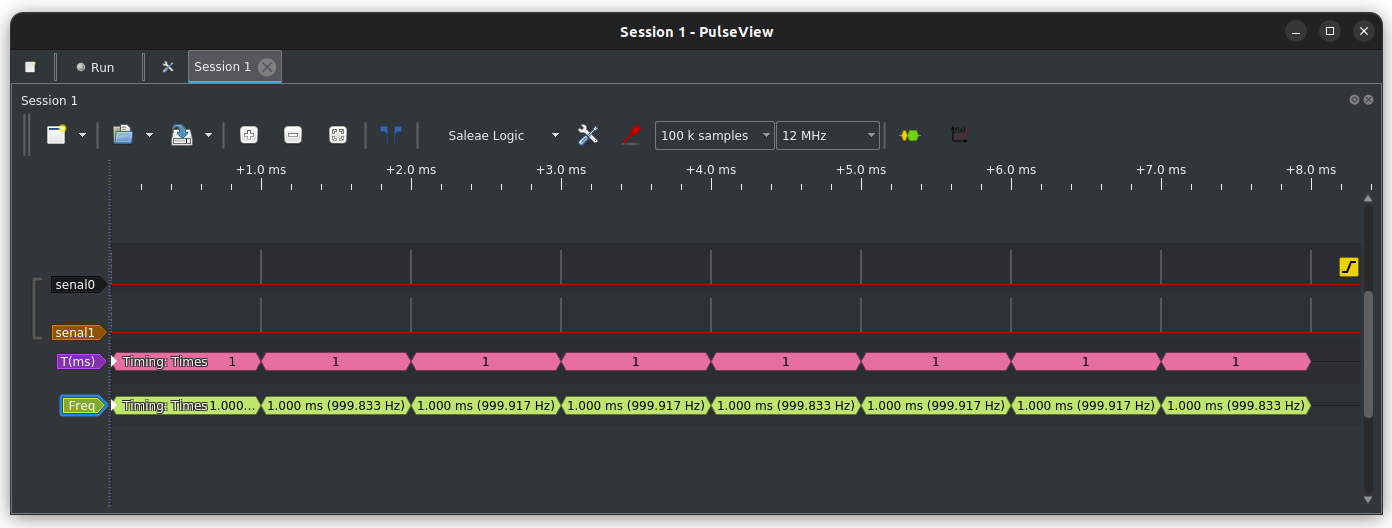 Session 1 - PulseView
Run Session 1
Session 1
Saleae Logic 100 k samples 12 MHz
+1.0 ms +2.0 ms +3.0 ms +4.0 ms +5.0 ms +6.0 ms +7.0 ms +8.0 ms
senal0
senal1
T(ms) Timing: Times 1 1 1 1 1 1 1 1
Freq Timing: Times 1.000... 1.000 ms (999.833 Hz) 1.000 ms (999.917 Hz) 1.000 ms (999.917 Hz) 1.000 ms (999.833 Hz) 1.000 ms (999.917 Hz) 1.000 ms (999.917 Hz) 1.000 ms (999.833 Hz)